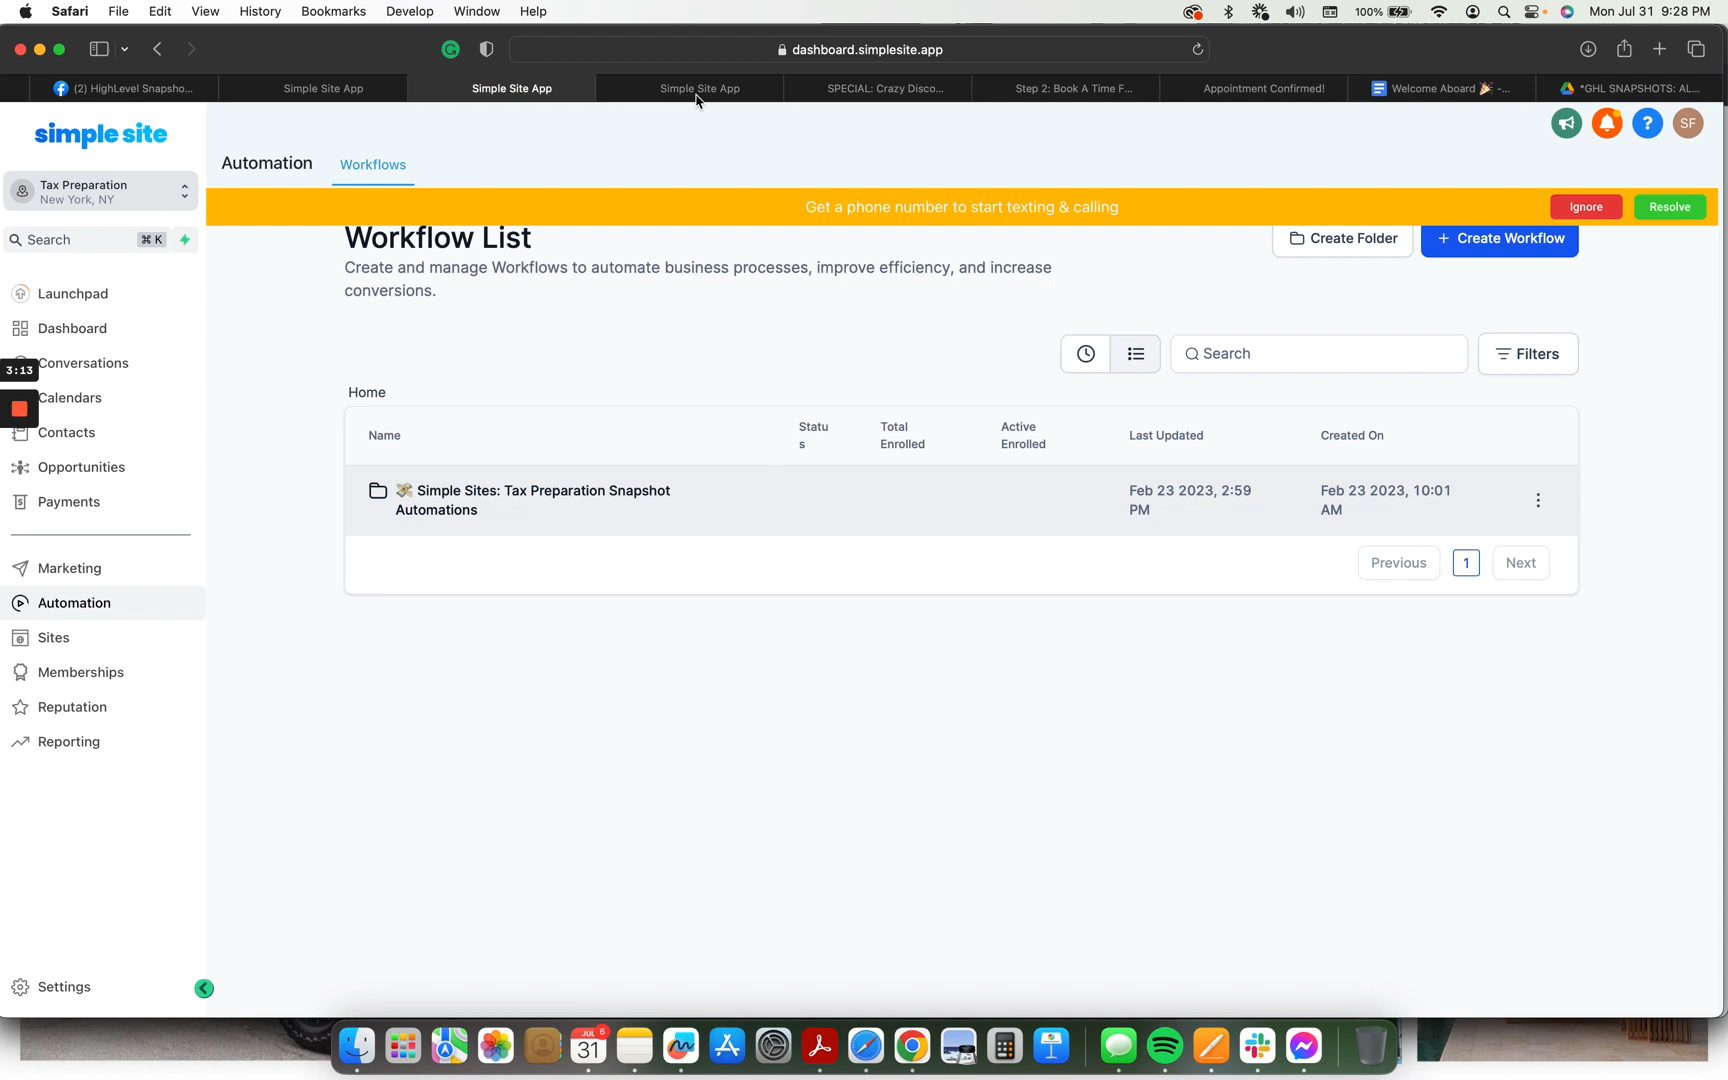 Safari File Edit View History Bookmarks Develop Window Help
100% Mon Jul 31 9:28 PM
dashboard.simplesite.app
(2) HighLevel Snapsho...
Simple Site App
Simple Site App
Simple Site App
SPECIAL: Crazy Disco...
Step 2: Book A Time F...
Appointment Confirmed!
Welcome Aboard 🎉 -...
*GHL SNAPSHOTS: AL...
simple site
SF
Automation
Workflows
Tax Preparation
New York, NY
Get a phone number to start texting & calling
Ignore
Resolve
Search ⌘ K
Workflow List
Create Folder
+ Create Workflow
Create and manage Workflows to automate business processes, improve efficiency, and increase
conversions.
Launchpad
Dashboard
Conversations
3:13
Calendars
Contacts
Opportunities
Payments
Marketing
Automation
Sites
Memberships
Reputation
Reporting
Settings
Search
Filters
Home
Name
Statu
s
Total
Enrolled
Active
Enrolled
Last Updated
Created On
💸 Simple Sites: Tax Preparation Snapshot
Automations
Feb 23 2023, 2:59
PM
Feb 23 2023, 10:01
AM
Previous
1
Next
JUL
31
6